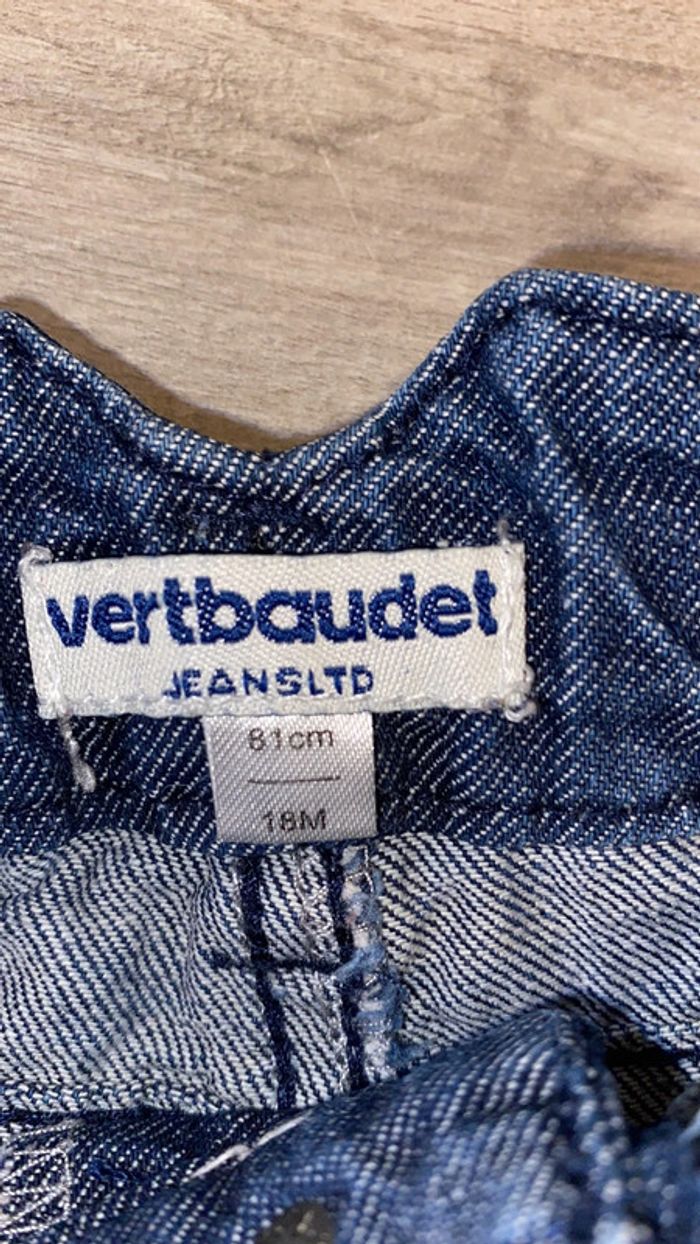 vertbaudet
JEANSLTD
81cm
18M